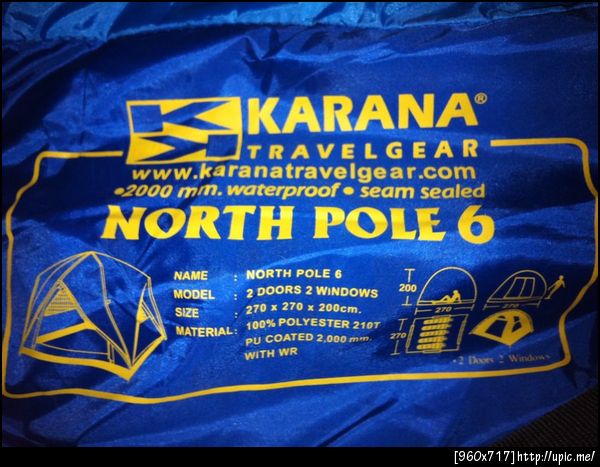 KARANA®
TRAVELGEAR
www.karanatravelgear.com
•2000 mm. waterproof • seam sealed
NORTH POLE 6
NAME : NORTH POLE 6
MODEL : 2 DOORS 2 WINDOWS
SIZE : 270 x 270 x 200cm.
MATERIAL: 100% POLYESTER 210T
PU COATED 2,000 mm.
WITH WR
200
270
270
270
•2 Doors 2 Windows
[960x717]http://upic.me/